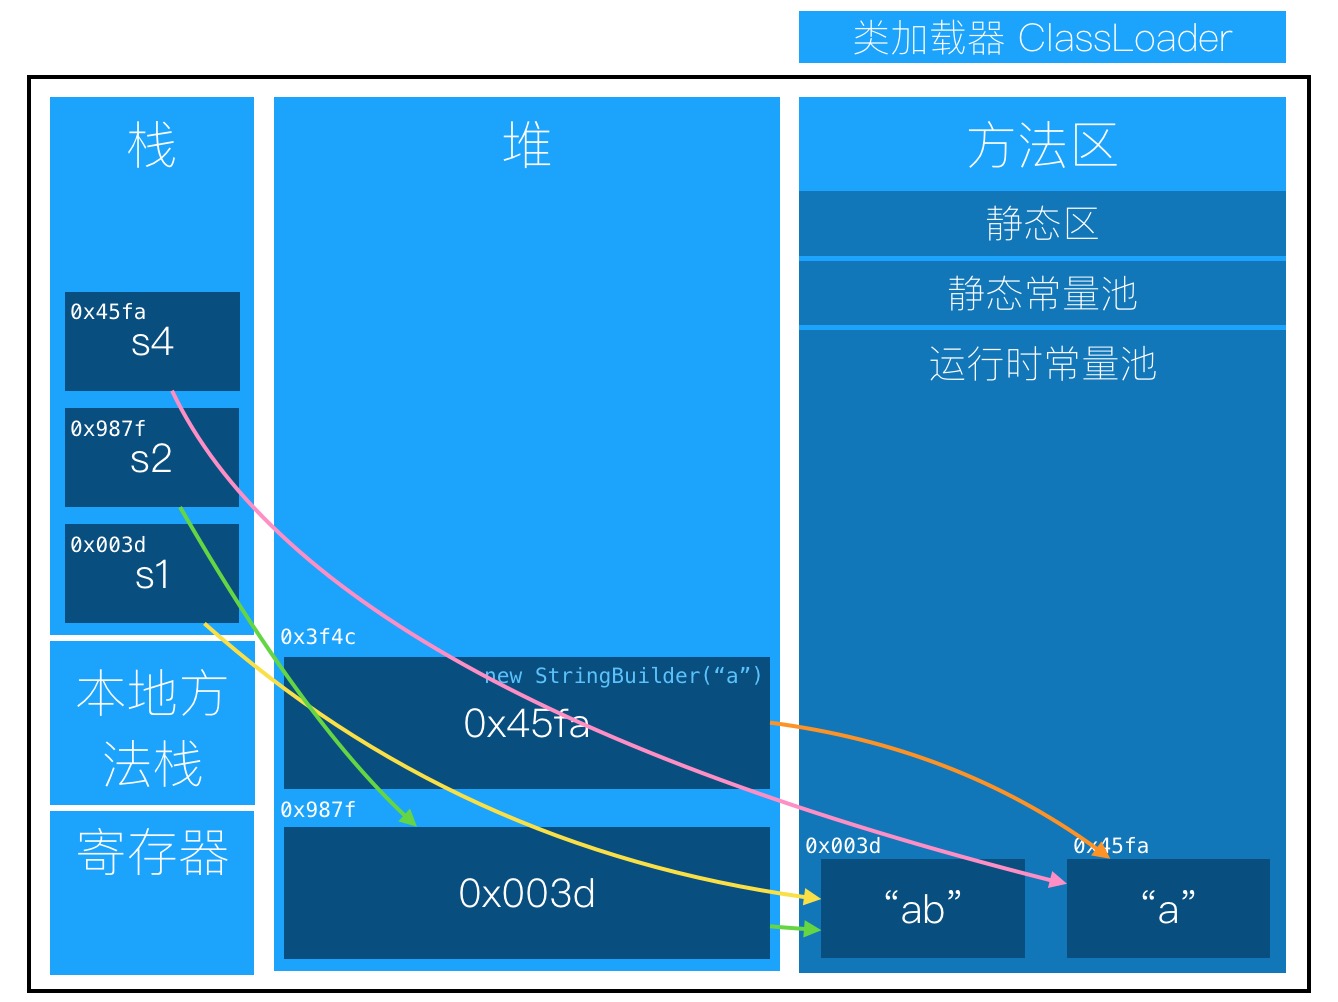 类加载器 ClassLoader
栈
0x45fa
s4
0x987f
s2
0x003d
s1
本地方
法栈
寄存器
堆
0x3f4c
new StringBuilder(“a”)
0x45fa
0x987f
0x003d
方法区
静态区
静态常量池
运行时常量池
0x003d
“ab”
0x45fa
“a”